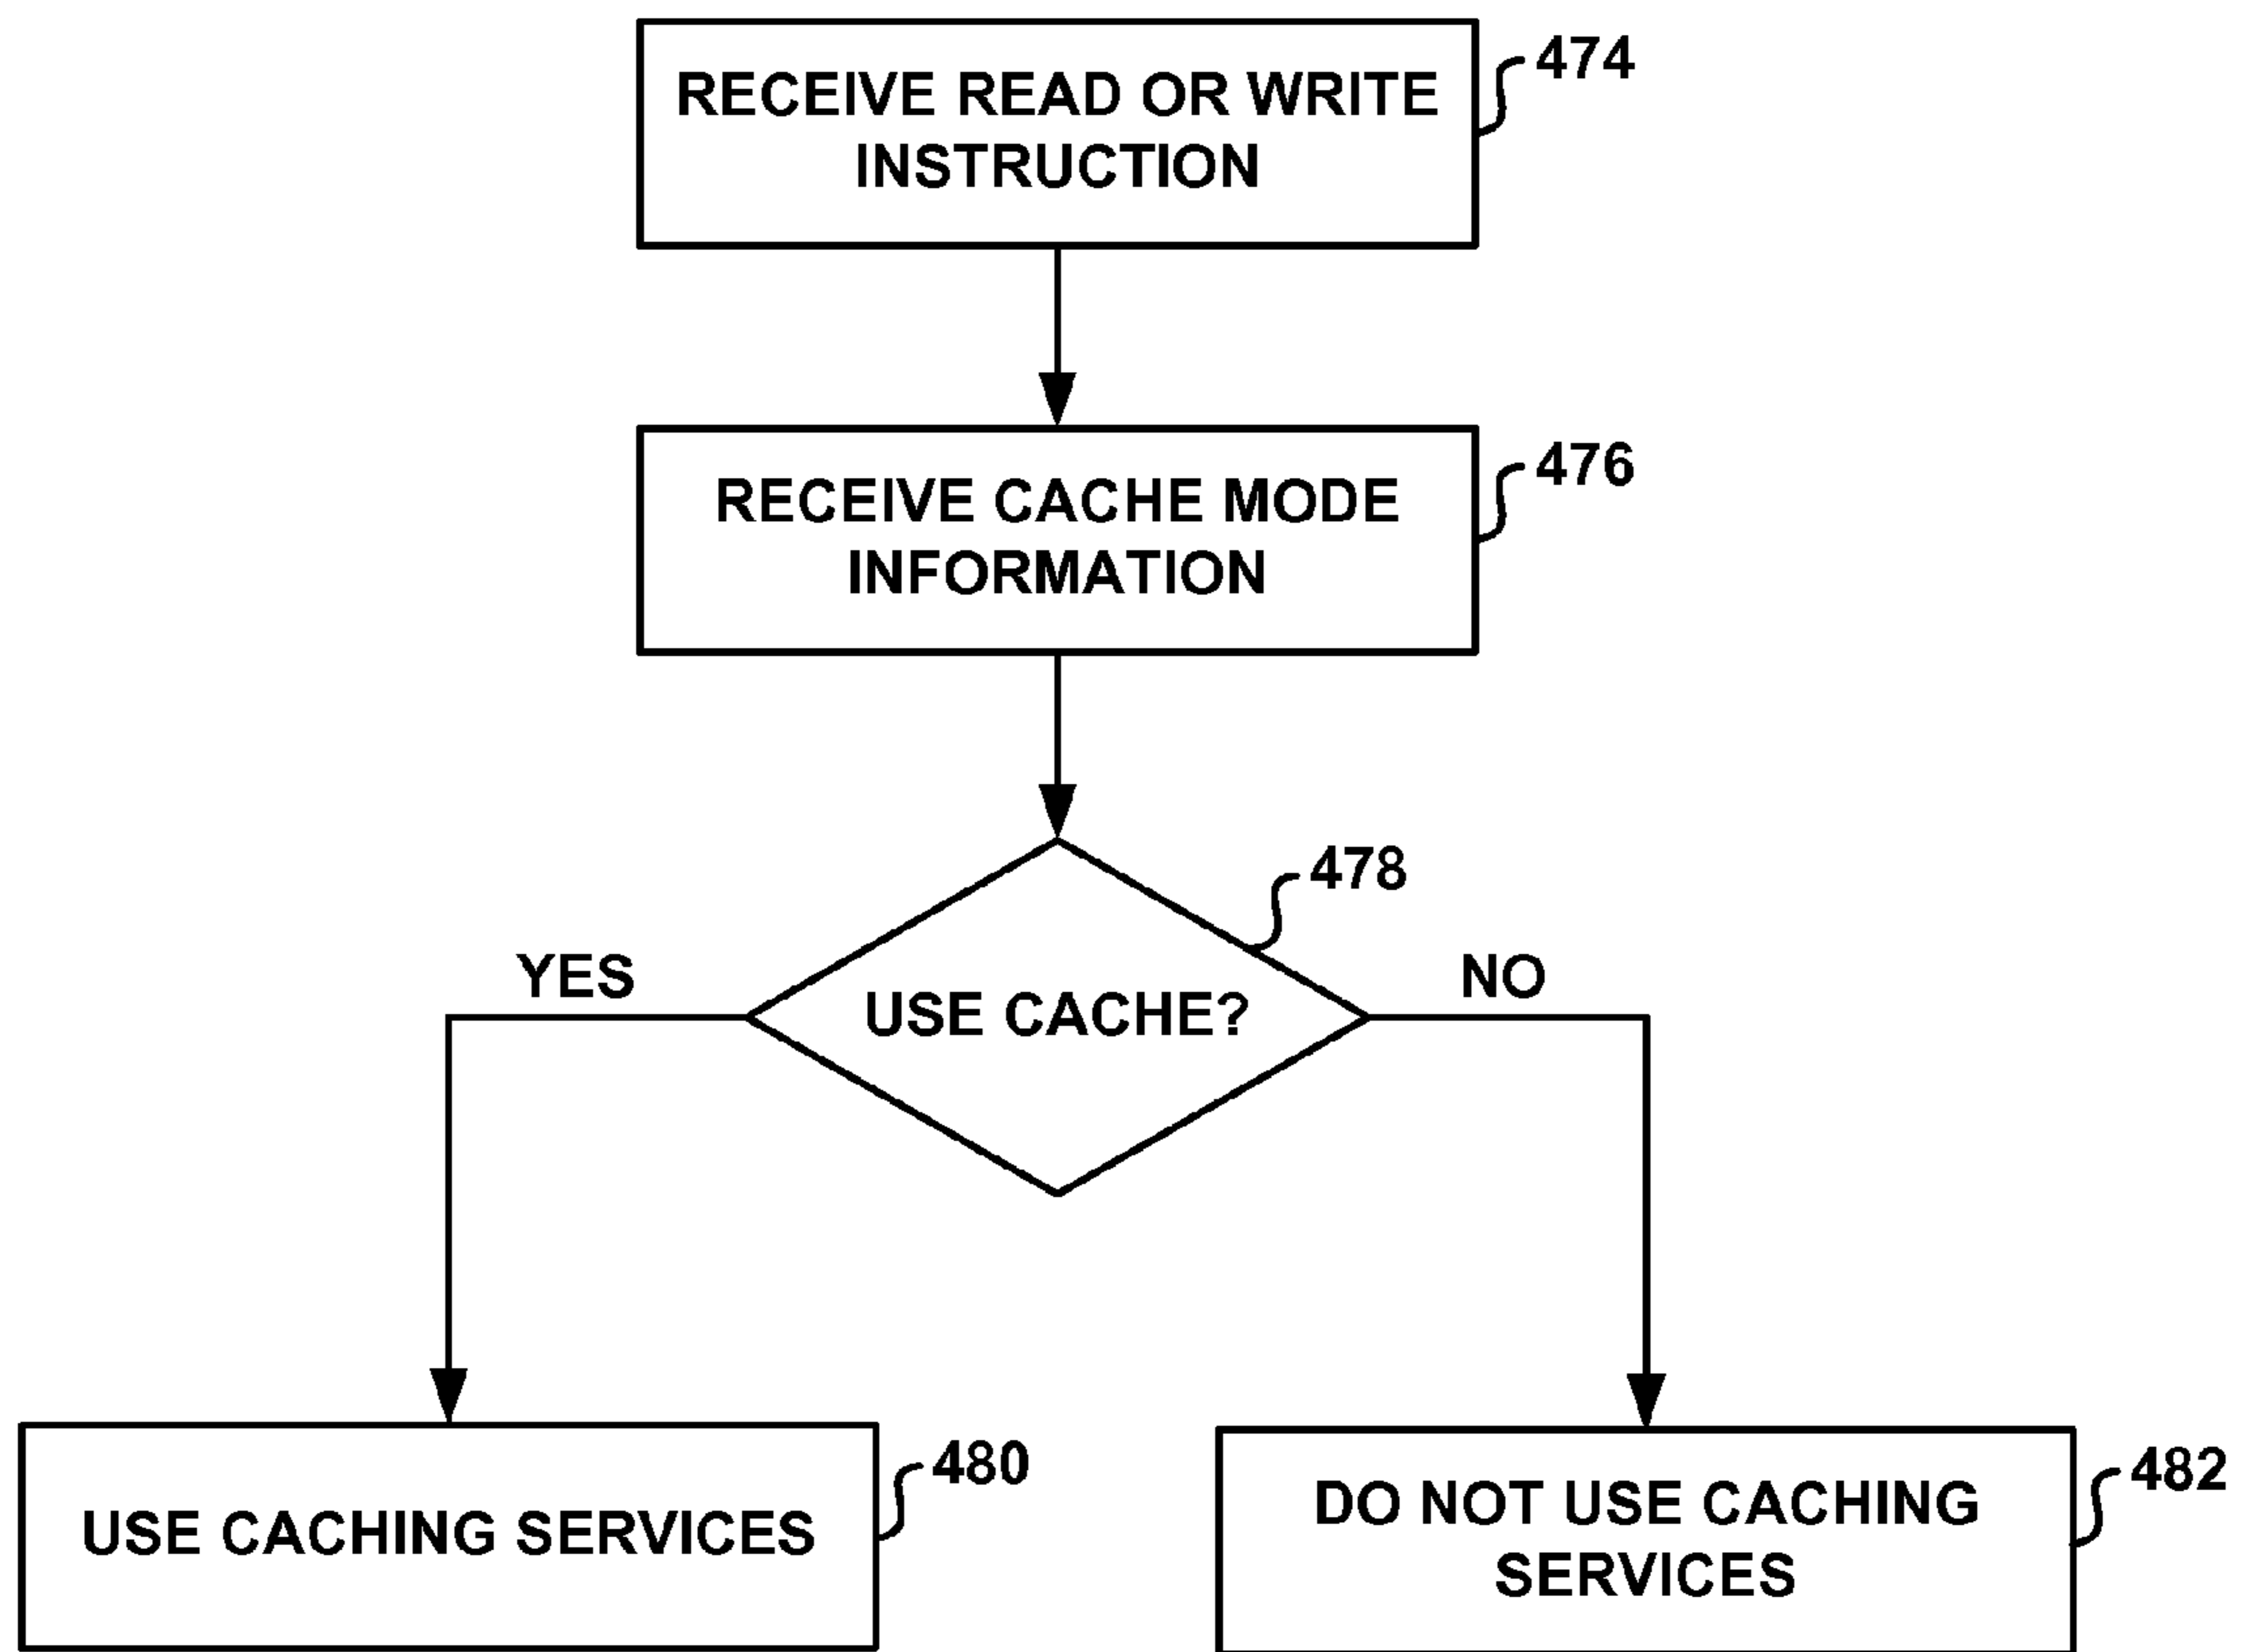 RECEIVE READ OR WRITE
INSTRUCTION
474
RECEIVE CACHE MODE
INFORMATION
476
478
YES
USE CACHE?
NO
USE CACHING SERVICES
480
DO NOT USE CACHING
SERVICES
482